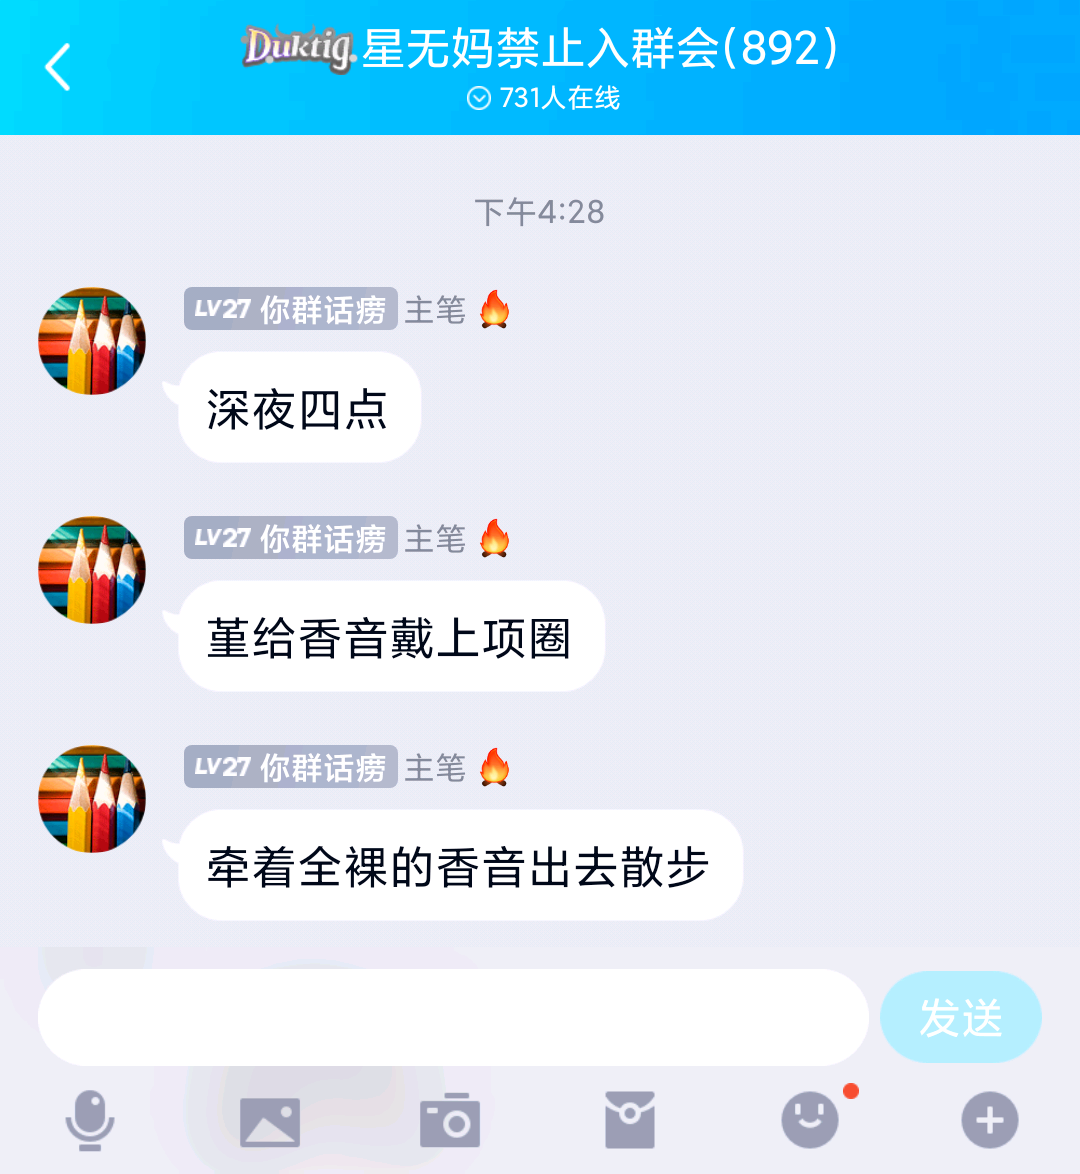 Duktig.星无妈禁止入群会(892)
731人在线
下午4:28
LV27 你群话痨 主笔
深夜四点
LV27 你群话痨 主笔
堇给香音戴上项圈
LV27 你群话痨 主笔
牵着全裸的香音出去散步
发送